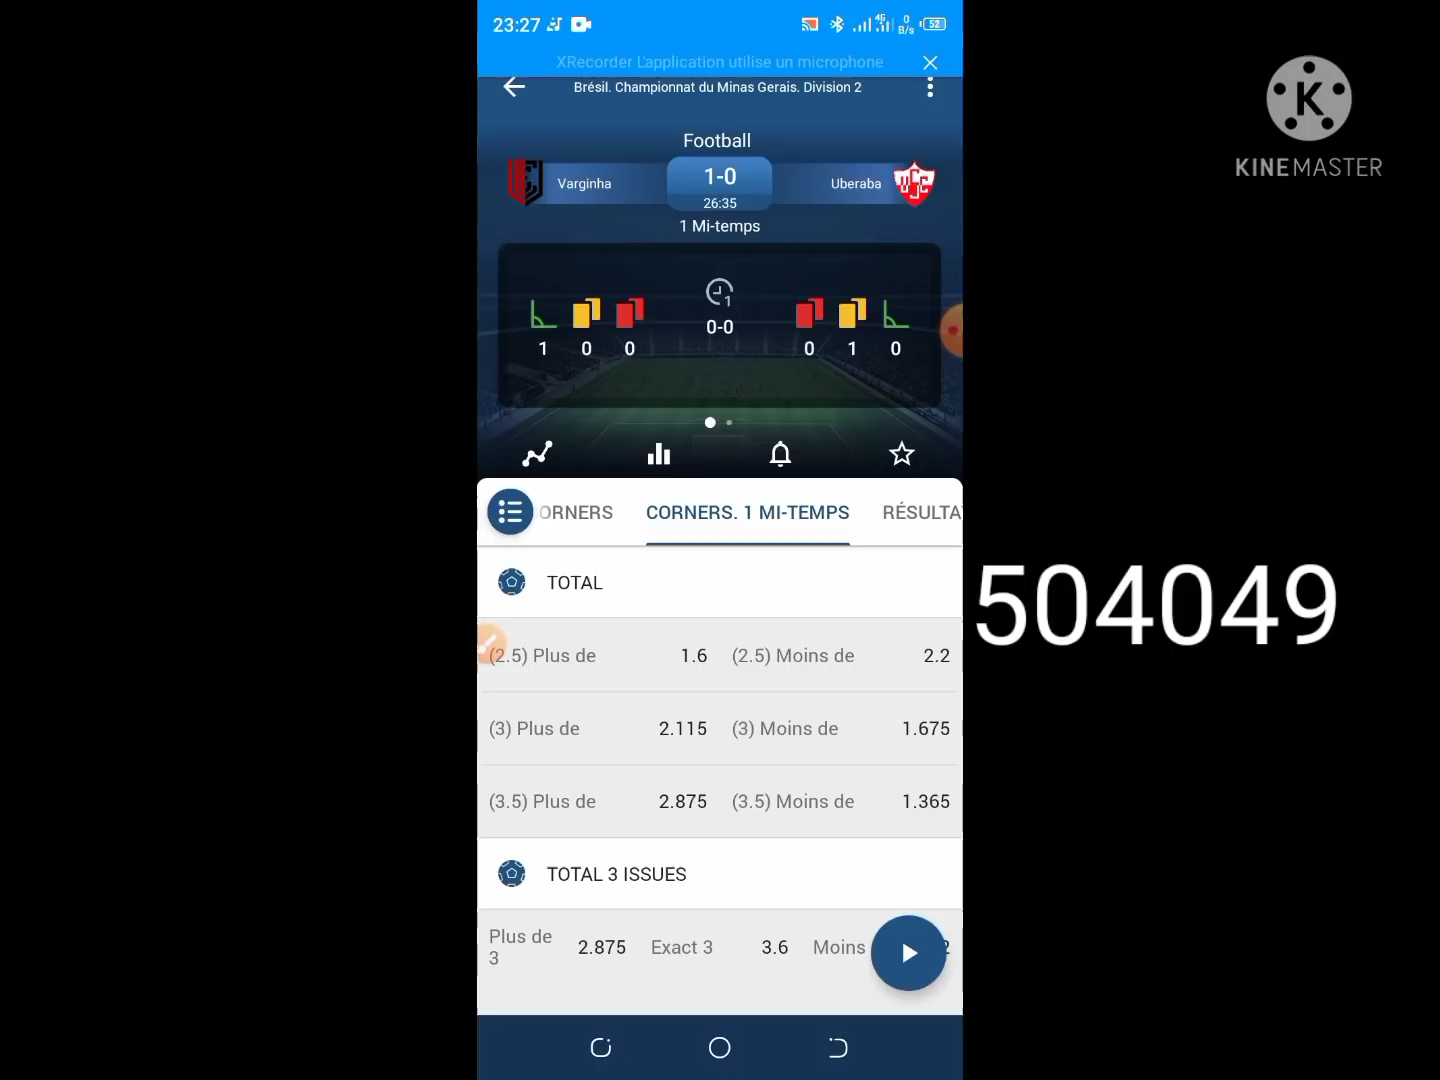 23:27
4G
0
B/s
52
XRecorder L'application utilise un microphone
Brésil. Championnat du Minas Gerais. Division 2
K
KINEMASTER
Football
Varginha
1-0
Uberaba
26:35
1 Mi-temps
1
0-0
1 0 0
0 1 0
ORNERS
CORNERS. 1 MI-TEMPS
RÉSULTA
TOTAL
504049
(2.5) Plus de 1.6 (2.5) Moins de 2.2
(3) Plus de 2.115 (3) Moins de 1.675
(3.5) Plus de 2.875 (3.5) Moins de 1.365
TOTAL 3 ISSUES
Plus de
3
2.875 Exact 3 3.6 Moins